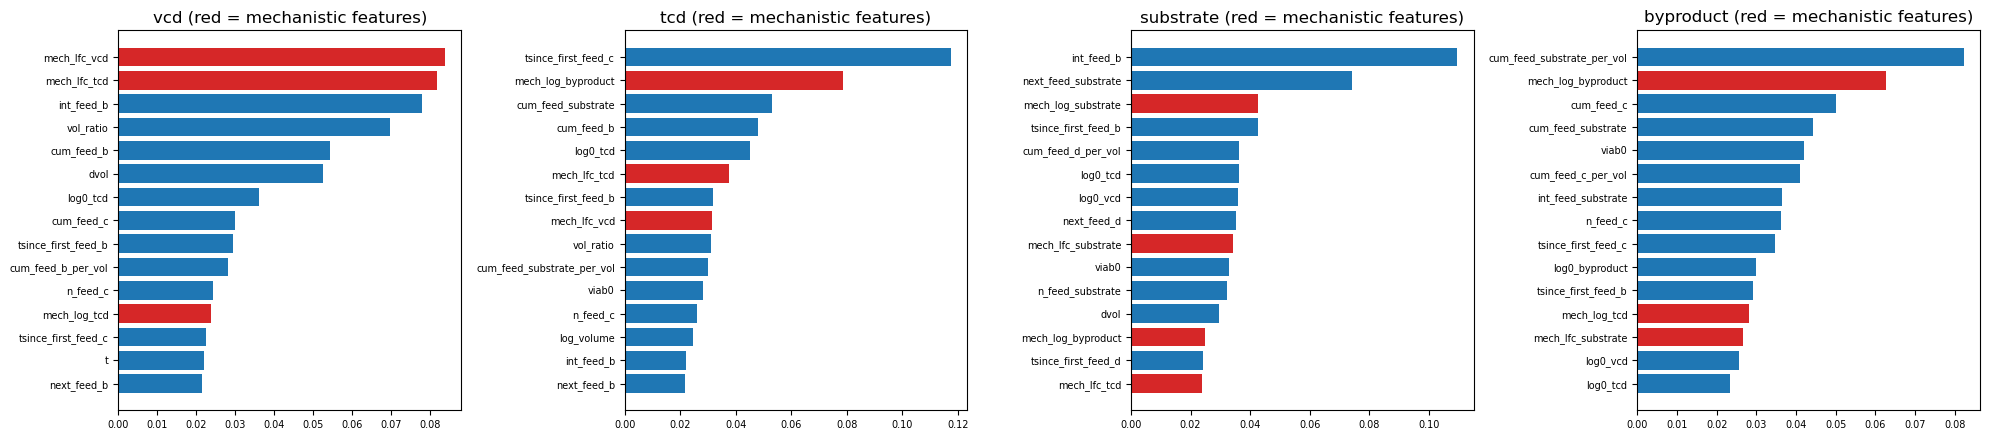 vcd (red = mechanistic features)
mech_lfc_vcd
mech_lfc_tcd
int_feed_b
vol_ratio
cum_feed_b
dvol
log0_tcd
cum_feed_c
tsince_first_feed_b
cum_feed_b_per_vol
n_feed_c
mech_log_tcd
tsince_first_feed_c
t
next_feed_b
0.00 0.01 0.02 0.03 0.04 0.05 0.06 0.07 0.08
tcd (red = mechanistic features)
tsince_first_feed_c
mech_log_byproduct
cum_feed_substrate
cum_feed_b
log0_tcd
mech_lfc_tcd
tsince_first_feed_b
mech_lfc_vcd
vol_ratio
cum_feed_substrate_per_vol
viab0
n_feed_c
log_volume
int_feed_b
next_feed_b
0.00 0.02 0.04 0.06 0.08 0.10 0.12
substrate (red = mechanistic features)
int_feed_b
next_feed_substrate
mech_log_substrate
tsince_first_feed_b
cum_feed_d_per_vol
log0_tcd
log0_vcd
next_feed_d
mech_lfc_substrate
viab0
n_feed_substrate
dvol
mech_log_byproduct
tsince_first_feed_d
mech_lfc_tcd
0.00 0.02 0.04 0.06 0.08 0.10
byproduct (red = mechanistic features)
cum_feed_substrate_per_vol
mech_log_byproduct
cum_feed_c
cum_feed_substrate
viab0
cum_feed_c_per_vol
int_feed_substrate
n_feed_c
tsince_first_feed_c
log0_byproduct
tsince_first_feed_b
mech_log_tcd
mech_lfc_substrate
log0_vcd
log0_tcd
0.00 0.01 0.02 0.03 0.04 0.05 0.06 0.07 0.08